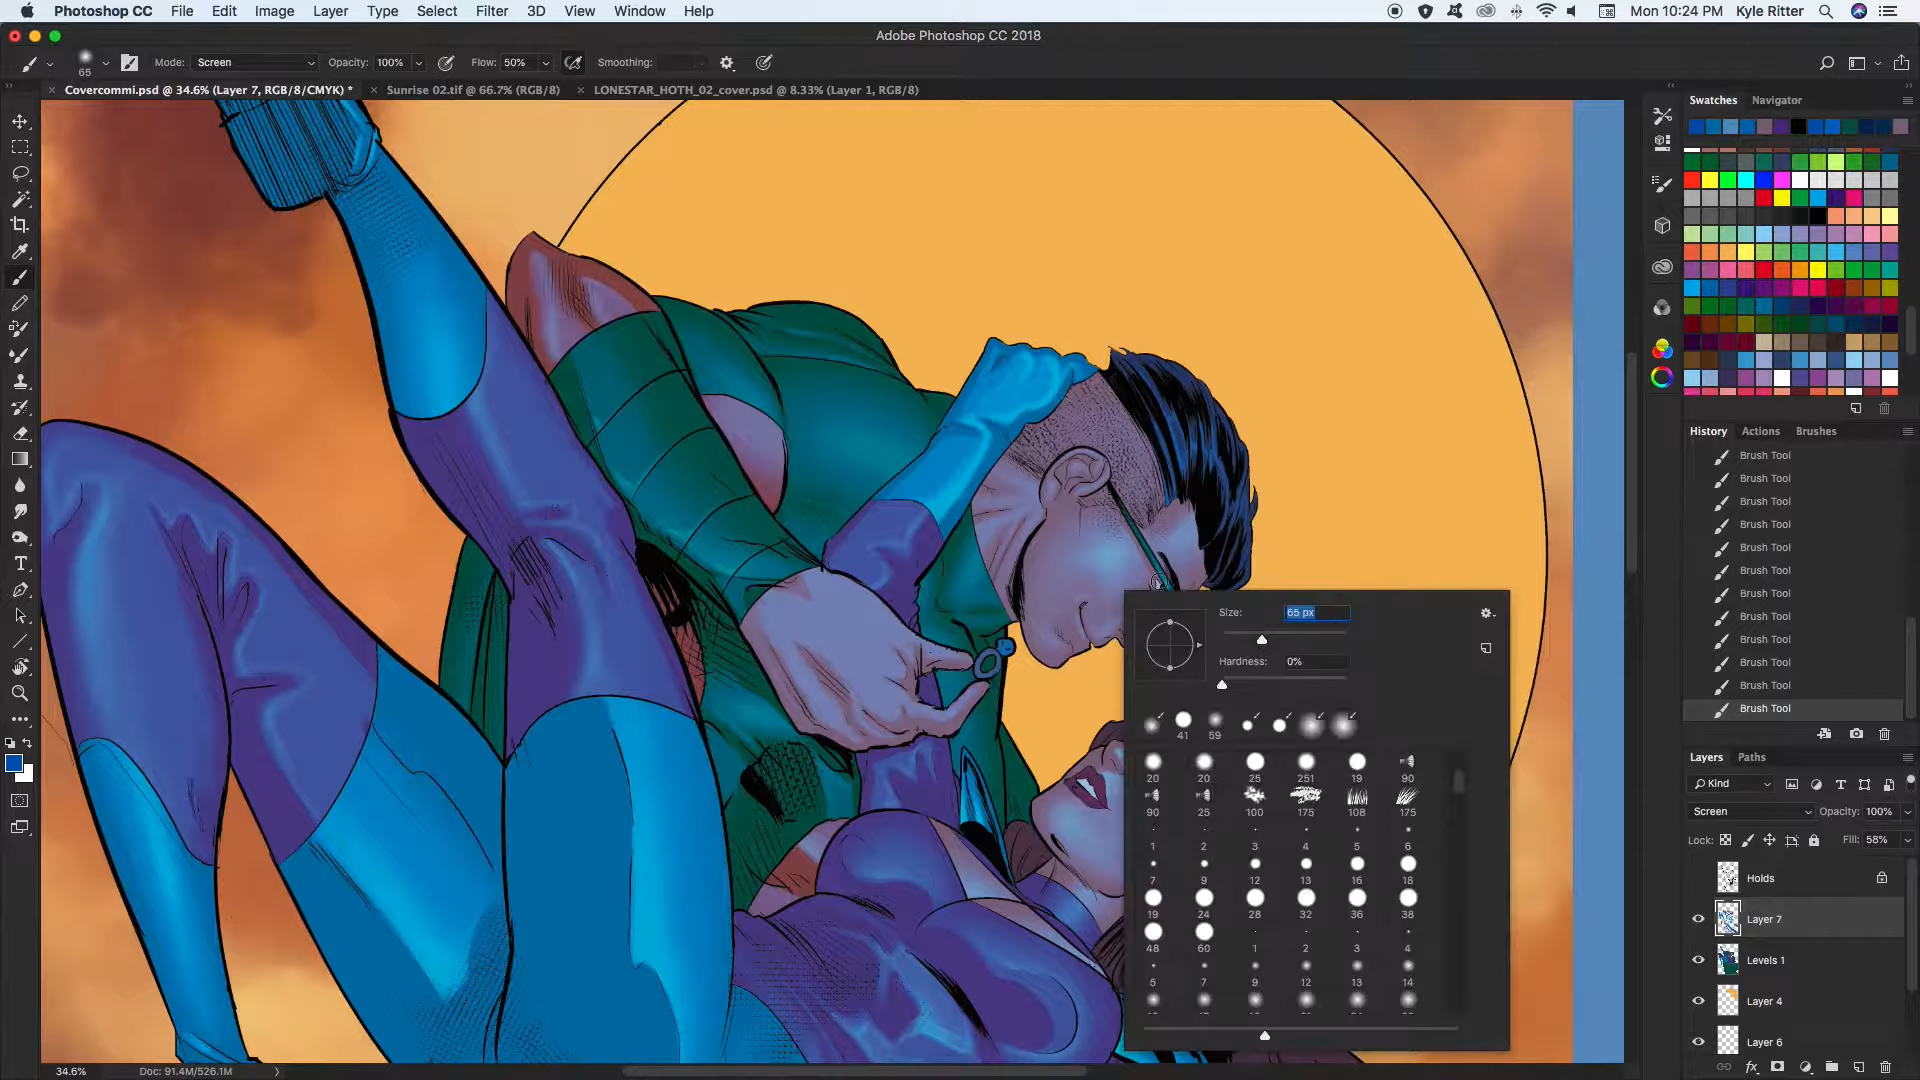 Photoshop CC File Edit Image Layer Type Select Filter 3D View Window Help Mon 10:24 PM Kyle Ritter
Adobe Photoshop CC 2018
65 Mode: Screen Opacity: 100% Flow: 50% Smoothing:
Covercommi.psd @ 34.6% (Layer 7, RGB/8/CMYK) * Sunrise 02.tif @ 66.7% (RGB/8) LONESTAR_HOTH_02_cover.psd @ 8.33% (Layer 1, RGB/8)
Swatches Navigator
History Actions Brushes
Brush Tool
Brush Tool
Brush Tool
Brush Tool
Brush Tool
Brush Tool
Brush Tool
Brush Tool
Brush Tool
Brush Tool
Brush Tool
Brush Tool
Layers Paths
Kind
Screen Opacity: 100%
Lock: Fill: 58%
Holds
Layer 7
Levels 1
Layer 4
Layer 6
Size: 65 px
Hardness: 0%
41 59
20 20 25 251 19 90
90 25 100 175 108 175
1 2 3 4 5 6
7 9 12 13 16 18
19 24 28 32 36 38
48 60 1 2 3 4
5 7 9 12 13 14
34.6% Doc: 91.4M/526.1M